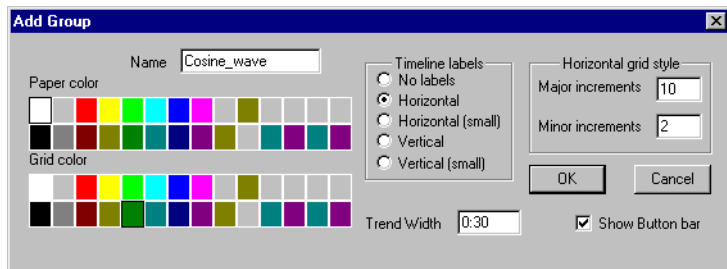 Add Group
Name Cosine_wave
Paper color
Grid color
Timeline labels
No labels
Horizontal
Horizontal (small)
Vertical
Vertical (small)
Trend Width 0:30
Horizontal grid style
Major increments 10
Minor increments 2
OK Cancel
Show Button bar